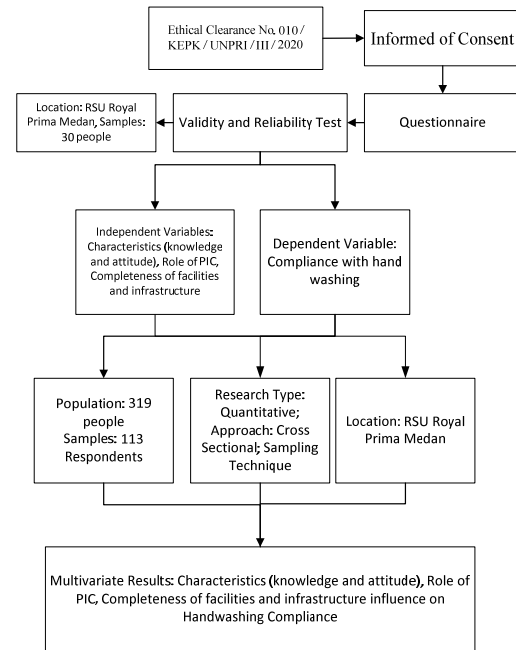 Ethical Clearance No. 010 /
KEPK / UNPRI / III / 2020
Informed of Consent
Location: RSU Royal
Prima Medan, Samples:
30 people
Validity and Reliability Test
Questionnaire
Independent Variables:
Characteristics (knowledge
and attitude), Role of PIC,
Completeness of facilities
and infrastructure
Dependent Variable:
Compliance with hand
washing
Population: 319
people
Samples: 113
Respondents
Research Type:
Quantitative;
Approach: Cross
Sectional; Sampling
Technique
Location: RSU Royal
Prima Medan
Multivariate Results: Characteristics (knowledge and attitude), Role of
PIC, Completeness of facilities and infrastructure influence on
Handwashing Compliance